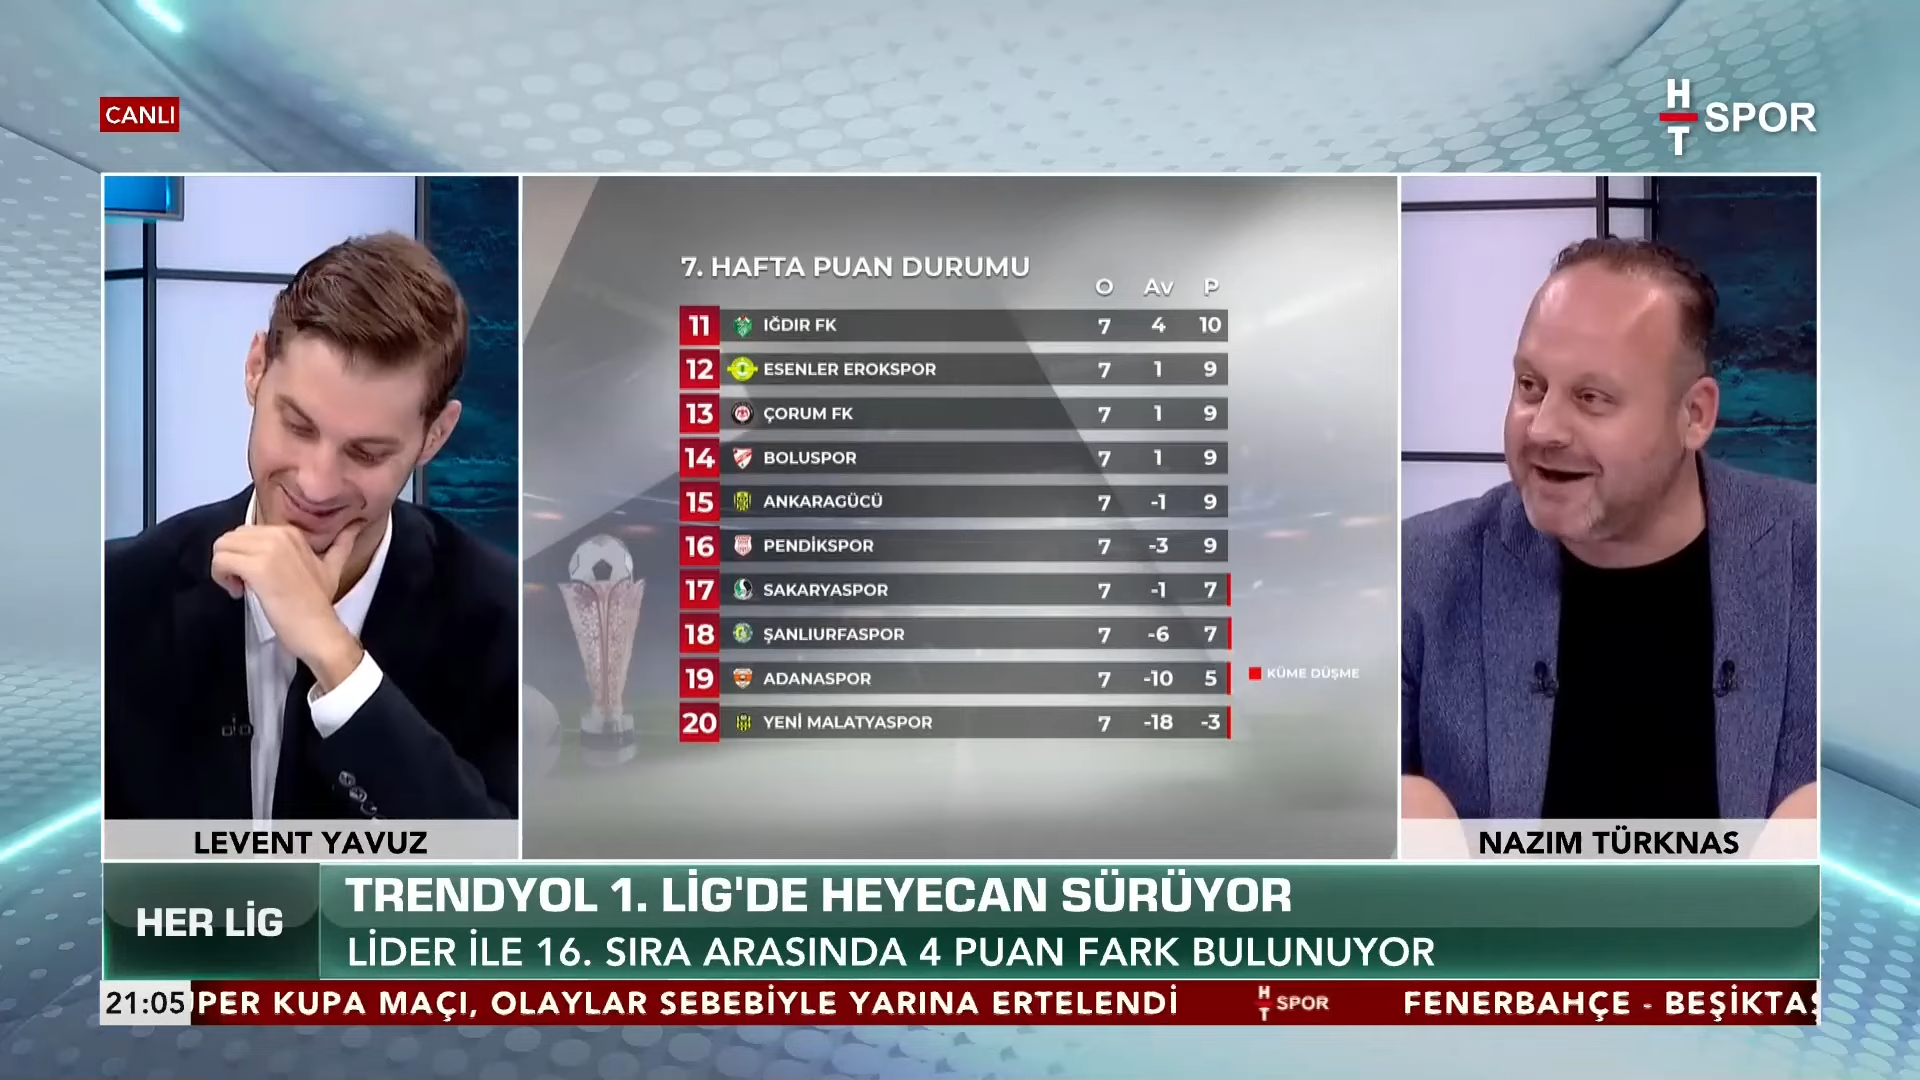 CANLI
HT SPOR
7. HAFTA PUAN DURUMU
O Av P
11 IĞDIR FK 7 4 10
12 ESENLER EROKSPOR 7 1 9
13 ÇORUM FK 7 1 9
14 BOLUSPOR 7 1 9
15 ANKARAGÜCÜ 7 -1 9
16 PENDİKSPOR 7 -3 9
17 SAKARYASPOR 7 -1 7
18 ŞANLIURFASPOR 7 -6 7
19 ADANASPOR 7 -10 5
20 YENİ MALATYASPOR 7 -18 -3
KÜME DÜŞME
LEVENT YAVUZ
NAZIM TÜRKNAS
HER LİG
TRENDYOL 1. LİG'DE HEYECAN SÜRÜYOR
LİDER İLE 16. SIRA ARASINDA 4 PUAN FARK BULUNUYOR
21:05 UPER KUPA MAÇI, OLAYLAR SEBEBİYLE YARINA ERTELENDİ HT SPOR FENERBAHÇE - BEŞİKTAŞ